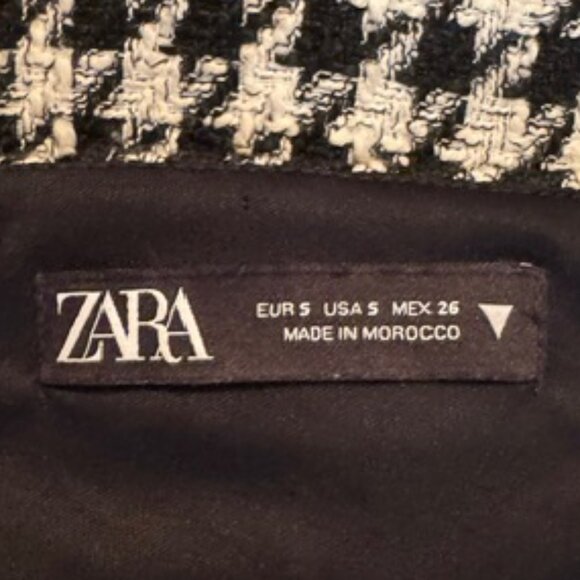 ZARA
EUR S USA S MEX 26
MADE IN MOROCCO